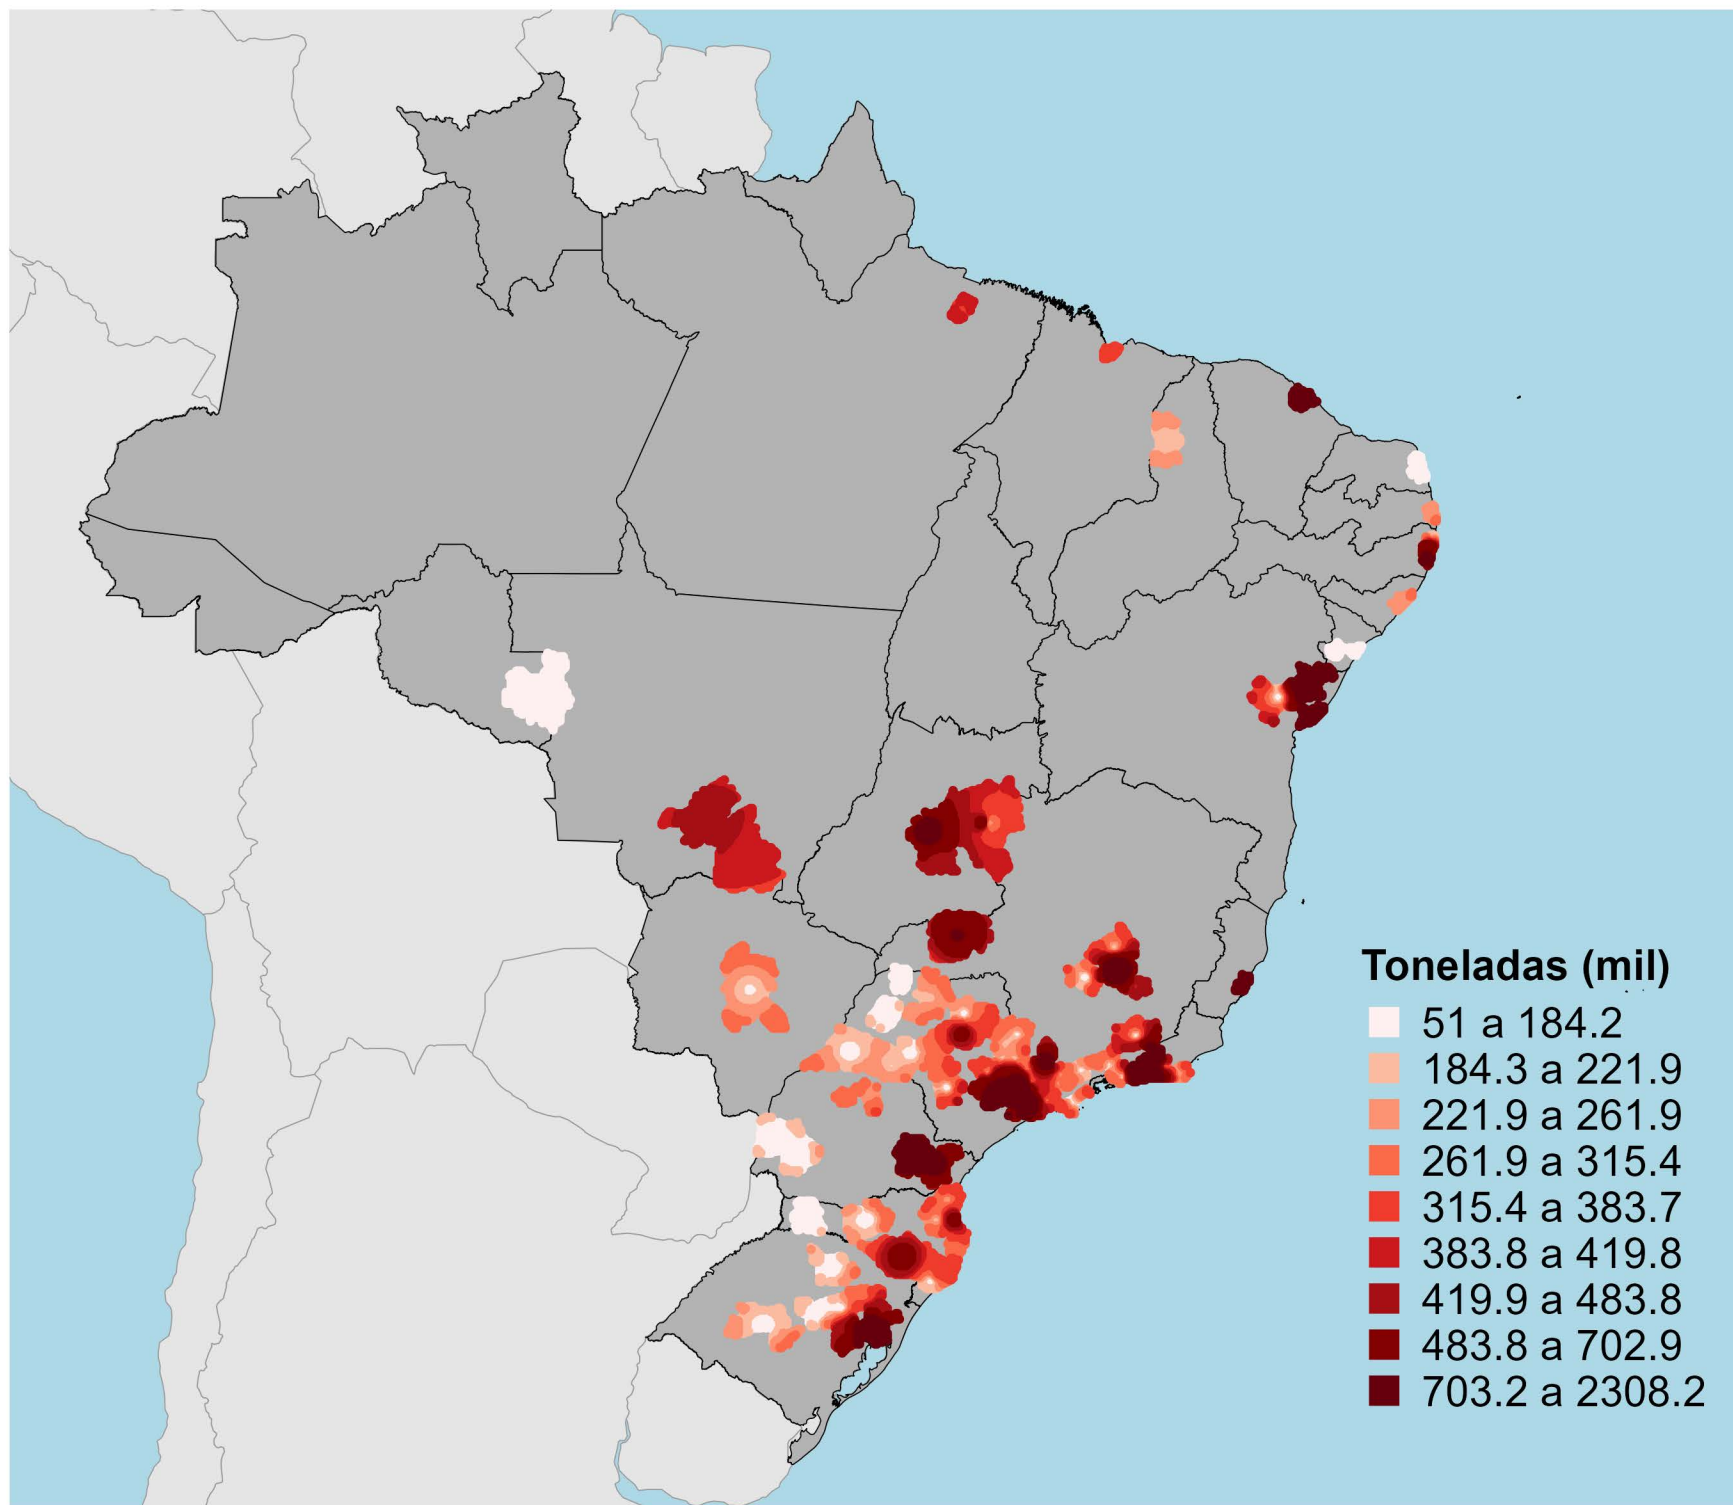 Toneladas (mil)
51 a 184.2
184.3 a 221.9
221.9 a 261.9
261.9 a 315.4
315.4 a 383.7
383.8 a 419.8
419.9 a 483.8
483.8 a 702.9
703.2 a 2308.2